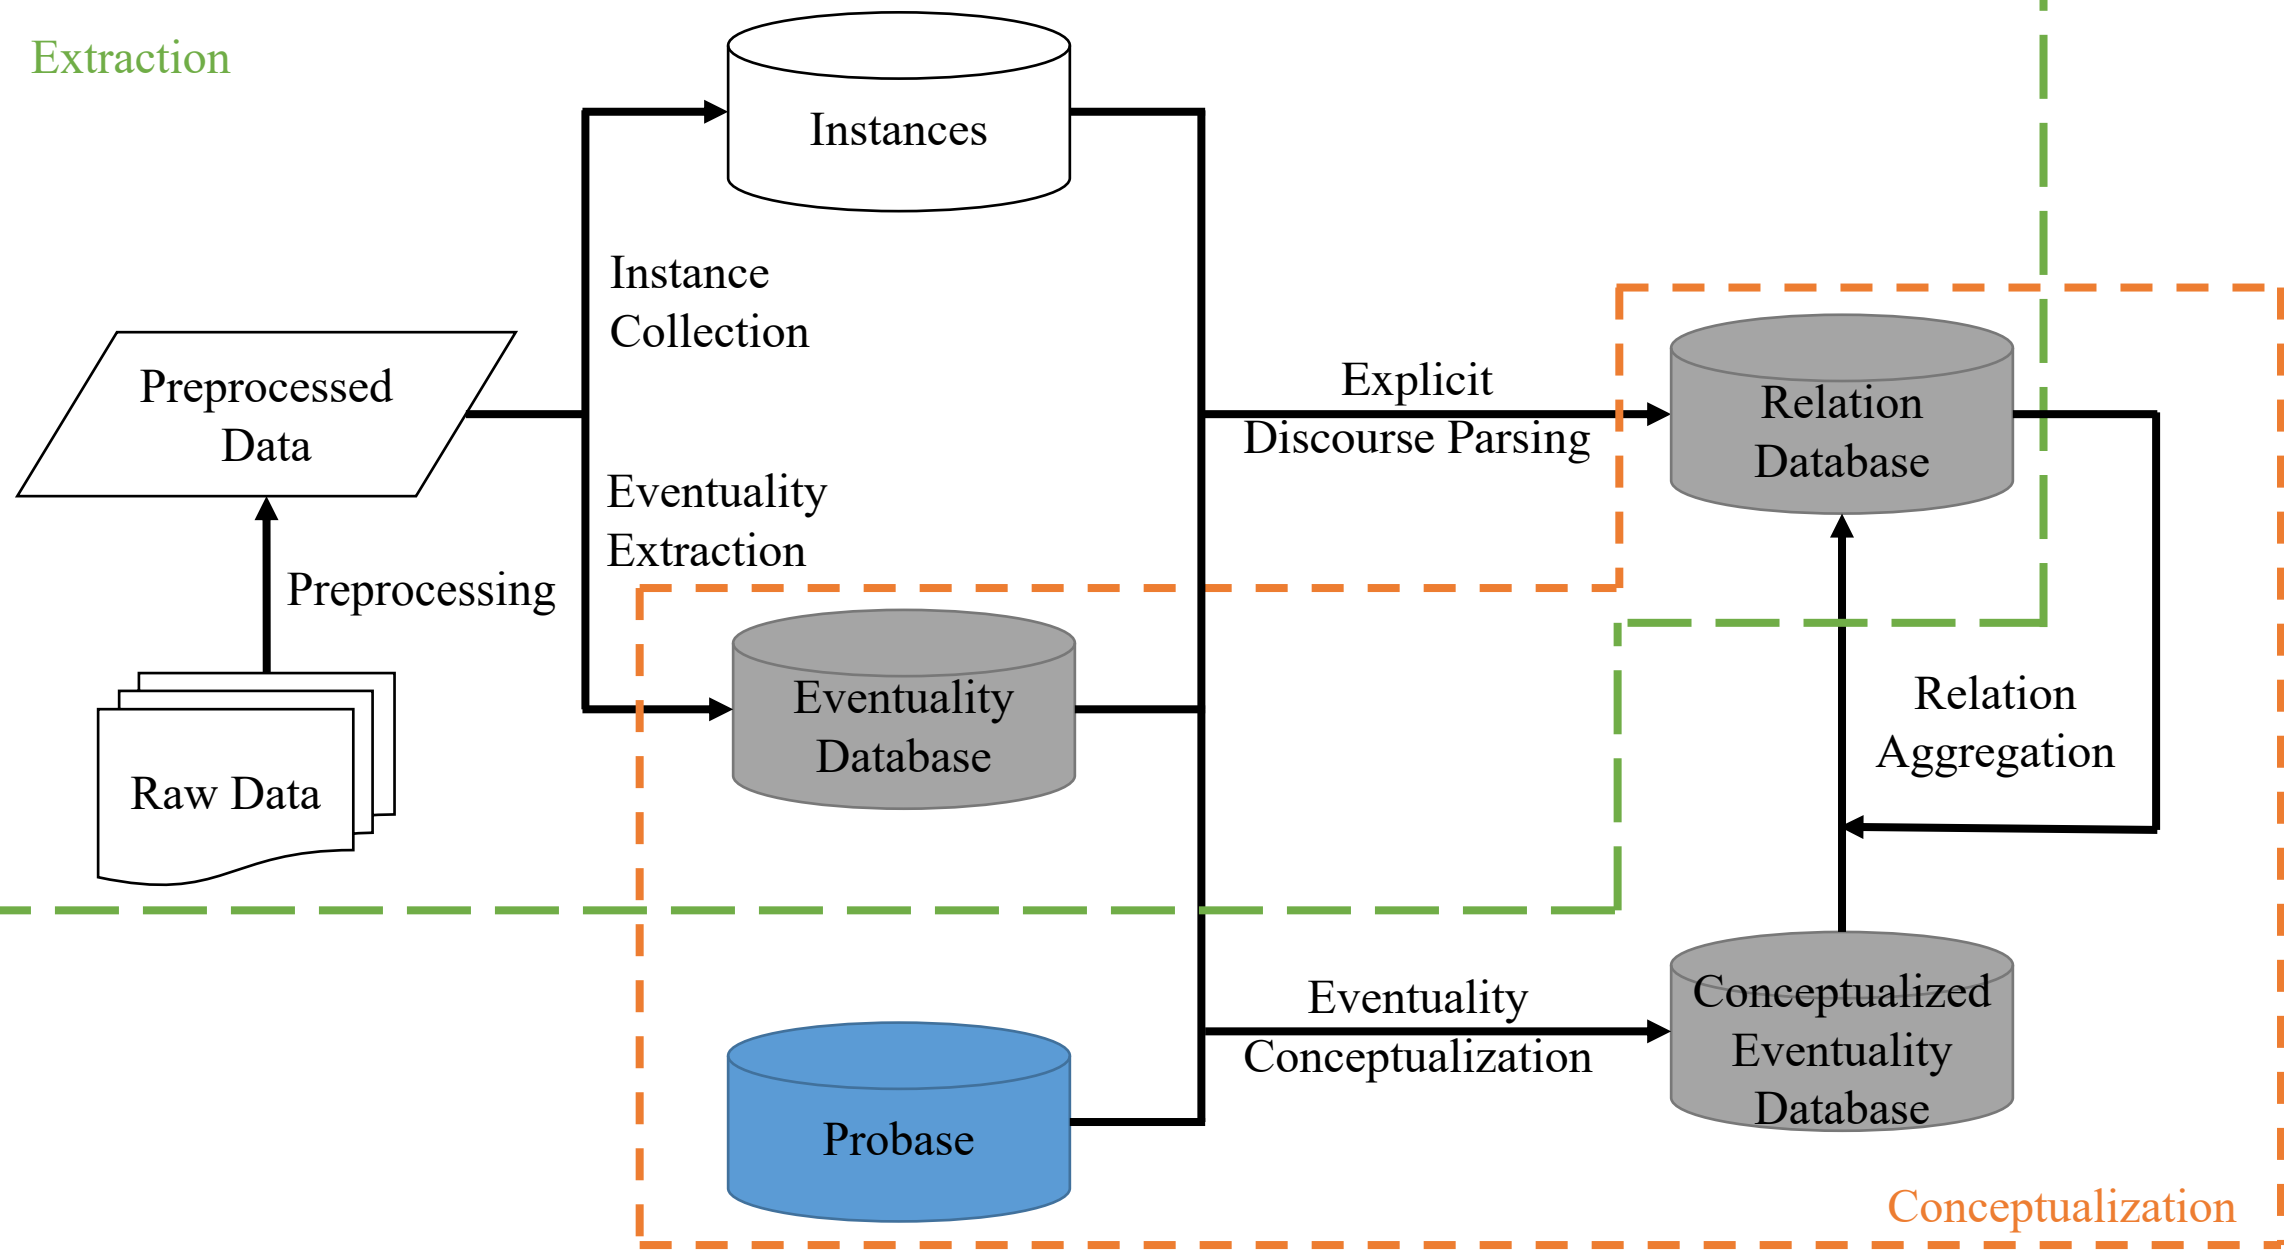 Extraction
Instances
Instance
Collection
Preprocessed
Data
Explicit
Discourse Parsing
Relation
Database
Eventuality
Extraction
Preprocessing
Eventuality
Database
Relation
Aggregation
Raw Data
Eventuality
Conceptualization
Conceptualized
Eventuality
Database
Probase
Conceptualization